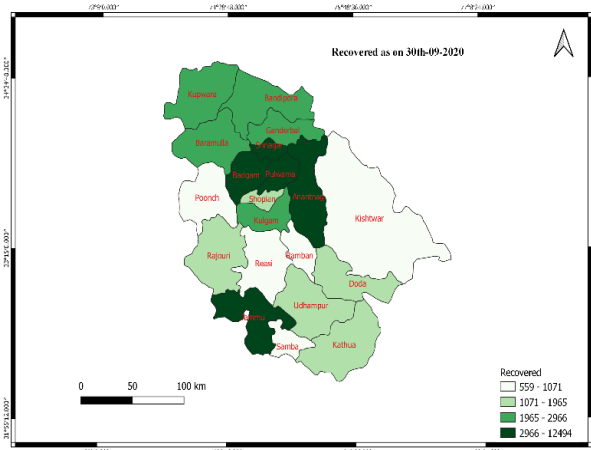 Recovered as on 30th-09-2020
Kupwara
Bandipora
Ganderbal
Baramulla
Srinagar
Badgam
Pulwama
Anantnag
Poonch
Shopian
Kishtwar
Kulgam
Rajouri
Reasi
Ramban
Doda
Udhampur
Jammu
Samba
Kathua
0 50 100 km
Recovered
559 - 1071
1071 - 1965
1965 - 2966
2966 - 12494